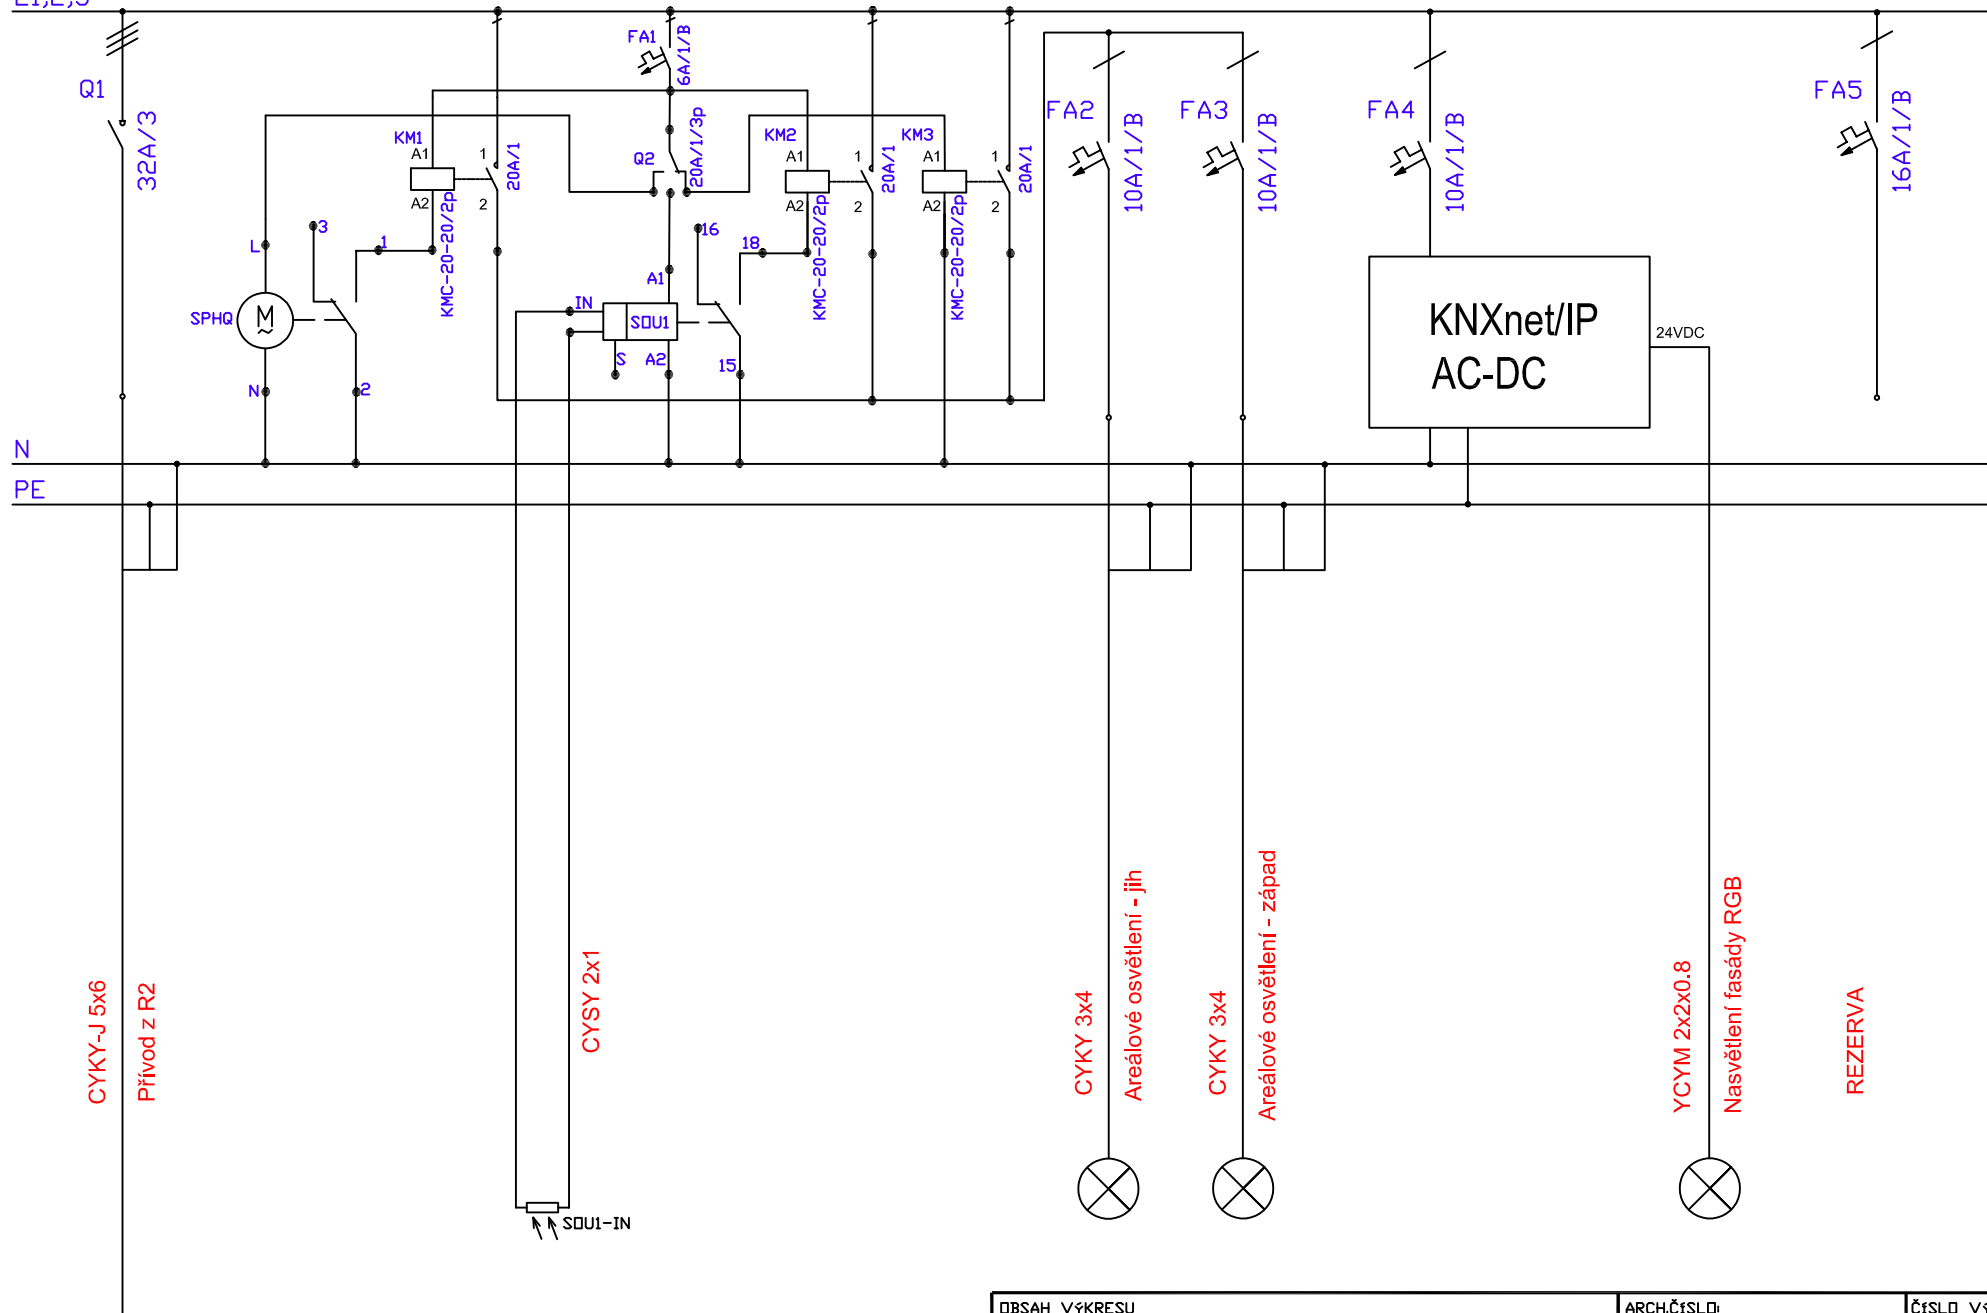 Q1
32A/3
FA1
6A/1/B
KM1
A1
A2
KMC-20-20/2p
1
2
20A/1
Q2
20A/1/3p
KM2
A1
A2
KMC-20-20/2p
1
2
20A/1
KM3
A1
A2
KMC-20-20/2p
1
2
20A/1
FA2
10A/1/B
FA3
10A/1/B
FA4
10A/1/B
FA5
16A/1/B
L
3
1
SPHQ
M
N
2
IN
A1
SOU1
S
A2
16
18
15
KNXnet/IP
AC-DC
24VDC
N
PE
CYKY-J 5x6
Přívod z R2
CYSY 2x1
SOU1-IN
CYKY 3x4
Areálové osvětlení - jih
CYKY 3x4
Areálové osvětlení - západ
YCYM 2x2x0.8
Nasvětlení fasády RGB
REZERVA
OBSAH VÝKRESU
ARCH.ČÍSLO:
ČÍSLO